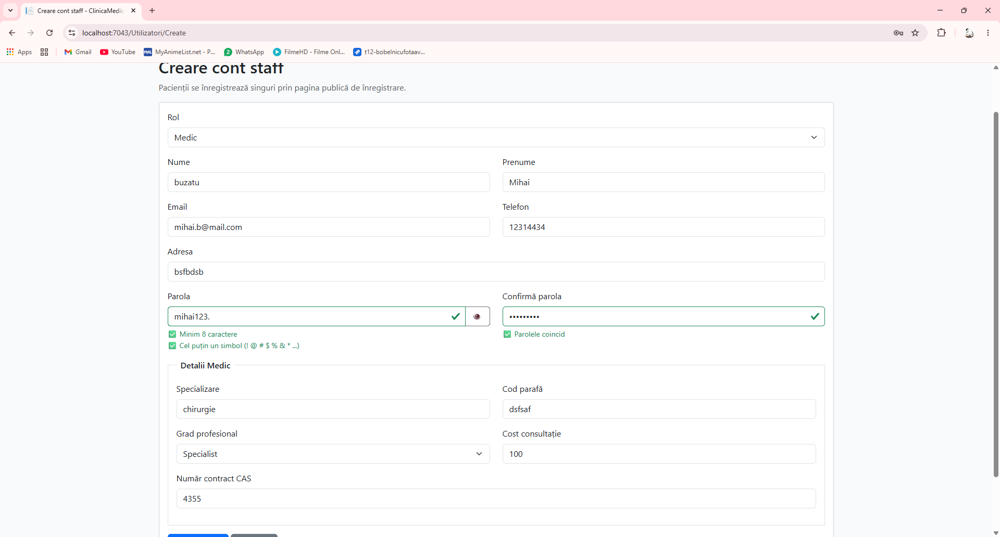 Creare cont staff - ClinicaMedic
localhost:7043/Utilizatori/Create
Apps Gmail YouTube MyAnimeList.net - P... 2 WhatsApp FilmeHD - Filme Onl... t12-bobelnicufotaav...
Creare cont staff
Pacienții se înregistrează singuri prin pagina publică de înregistrare.
Rol
Medic
Nume Prenume
buzatu Mihai
Email Telefon
mihai.b@mail.com 12314434
Adresa
bsfbdsb
Parola Confirmă parola
mihai123. •••••••••
Minim 8 caractere Parolele coincid
Cel puțin un simbol (! @ # $ % & * ...)
Detalii Medic
Specializare Cod parafă
chirurgie dsfsaf
Grad profesional Cost consultație
Specialist 100
Număr contract CAS
4355